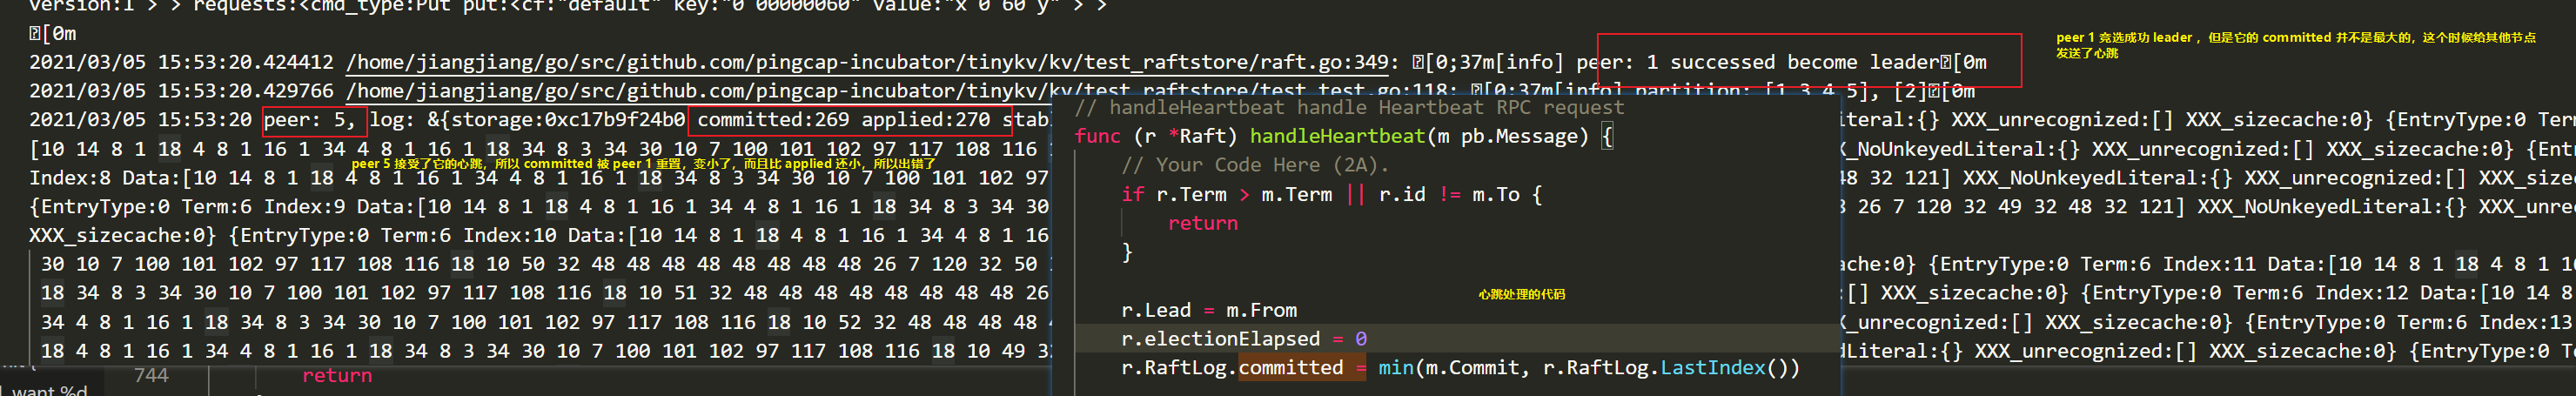 version:1 > > requests:<cmd_type:Put put:<cf:"default" key:"0 00000060" value:"x 0 60 y" > >
[0m
2021/03/05 15:53:20.424412 /home/jiangjiang/go/src/github.com/pingcap-incubator/tinykv/kv/test_raftstore/raft.go:349: [0;37m[info] peer: 1 successed become leader[0m
peer 1 竞选成功 leader ，但是它的 committed 并不是最大的，这个时候给其他节点
发送了心跳
2021/03/05 15:53:20.429766 /home/jiangjiang/go/src/github.com/pingcap-incubator/tinykv/kv/test_raftstore/test_test.go:118: [0;37m[info] partition: [1 3 4 5], [2][0m
2021/03/05 15:53:20 peer: 5, log: &{storage:0xc17b9f24b0 committed:269 applied:270 stabl
iteral:{} XXX_unrecognized:[] XXX_sizecache:0} {EntryType:0 Term
[10 14 8 1 18 4 8 1 16 1 34 4 8 1 16 1 18 34 8 3 34 30 10 7 100 101 102 97 117 108 116 1
X_NoUnkeyedLiteral:{} XXX_unrecognized:[] XXX_sizecache:0} {Ent
peer 5 接受了它的心跳，所以 committed 被 peer 1 重置，变小了，而且比 applied 还小，所以出错了
Index:8 Data:[10 14 8 1 18 4 8 1 16 1 34 4 8 1 16 1 18 34 8 3 34 30 10 7 100 101 102 97
48 32 121] XXX_NoUnkeyedLiteral:{} XXX_unrecognized:[] XXX_size
{EntryType:0 Term:6 Index:9 Data:[10 14 8 1 18 4 8 1 16 1 34 4 8 1 16 1 18 34 8 3 34 30
8 26 7 120 32 49 32 48 32 121] XXX_NoUnkeyedLiteral:{} XXX_unre
XXX_sizecache:0} {EntryType:0 Term:6 Index:10 Data:[10 14 8 1 18 4 8 1 16 1 34 4 8 1 16
30 10 7 100 101 102 97 117 108 116 18 10 50 32 48 48 48 48 48 48 48 48 26 7 120 32 50
ache:0} {EntryType:0 Term:6 Index:11 Data:[10 14 8 1 18 4 8 1 1
18 34 8 3 34 30 10 7 100 101 102 97 117 108 116 18 10 51 32 48 48 48 48 48 48 48 48 26
:[] XXX_sizecache:0} {EntryType:0 Term:6 Index:12 Data:[10 14 8
34 4 8 1 16 1 18 34 8 3 34 30 10 7 100 101 102 97 117 108 116 18 10 52 32 48 48 48 48
X_unrecognized:[] XXX_sizecache:0} {EntryType:0 Term:6 Index:13
18 4 8 1 16 1 34 4 8 1 16 1 18 34 8 3 34 30 10 7 100 101 102 97 117 108 116 18 10 49 3
dLiteral:{} XXX_unrecognized:[] XXX_sizecache:0} {EntryType:0 Te
// handleHeartbeat handle Heartbeat RPC request
func (r *Raft) handleHeartbeat(m pb.Message) {
// Your Code Here (2A).
if r.Term > m.Term || r.id != m.To {
return
}
心跳处理的代码
r.Lead = m.From
r.electionElapsed = 0
r.RaftLog.committed = min(m.Commit, r.RaftLog.LastIndex())
744 return
want %d